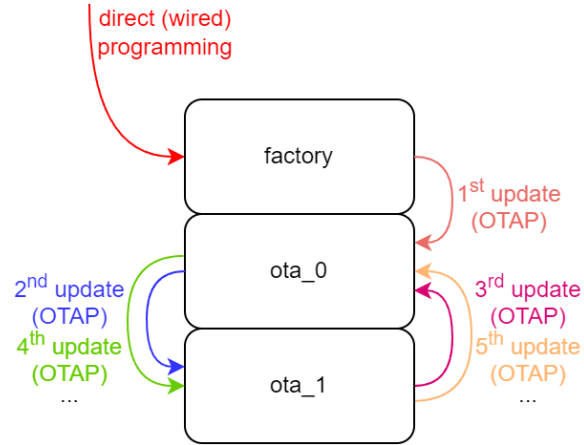 direct (wired)
programming
factory
1st update
(OTAP)
ota_0
2nd update
(OTAP)
4th update
(OTAP)
...
3rd update
(OTAP)
5th update
(OTAP)
...
ota_1